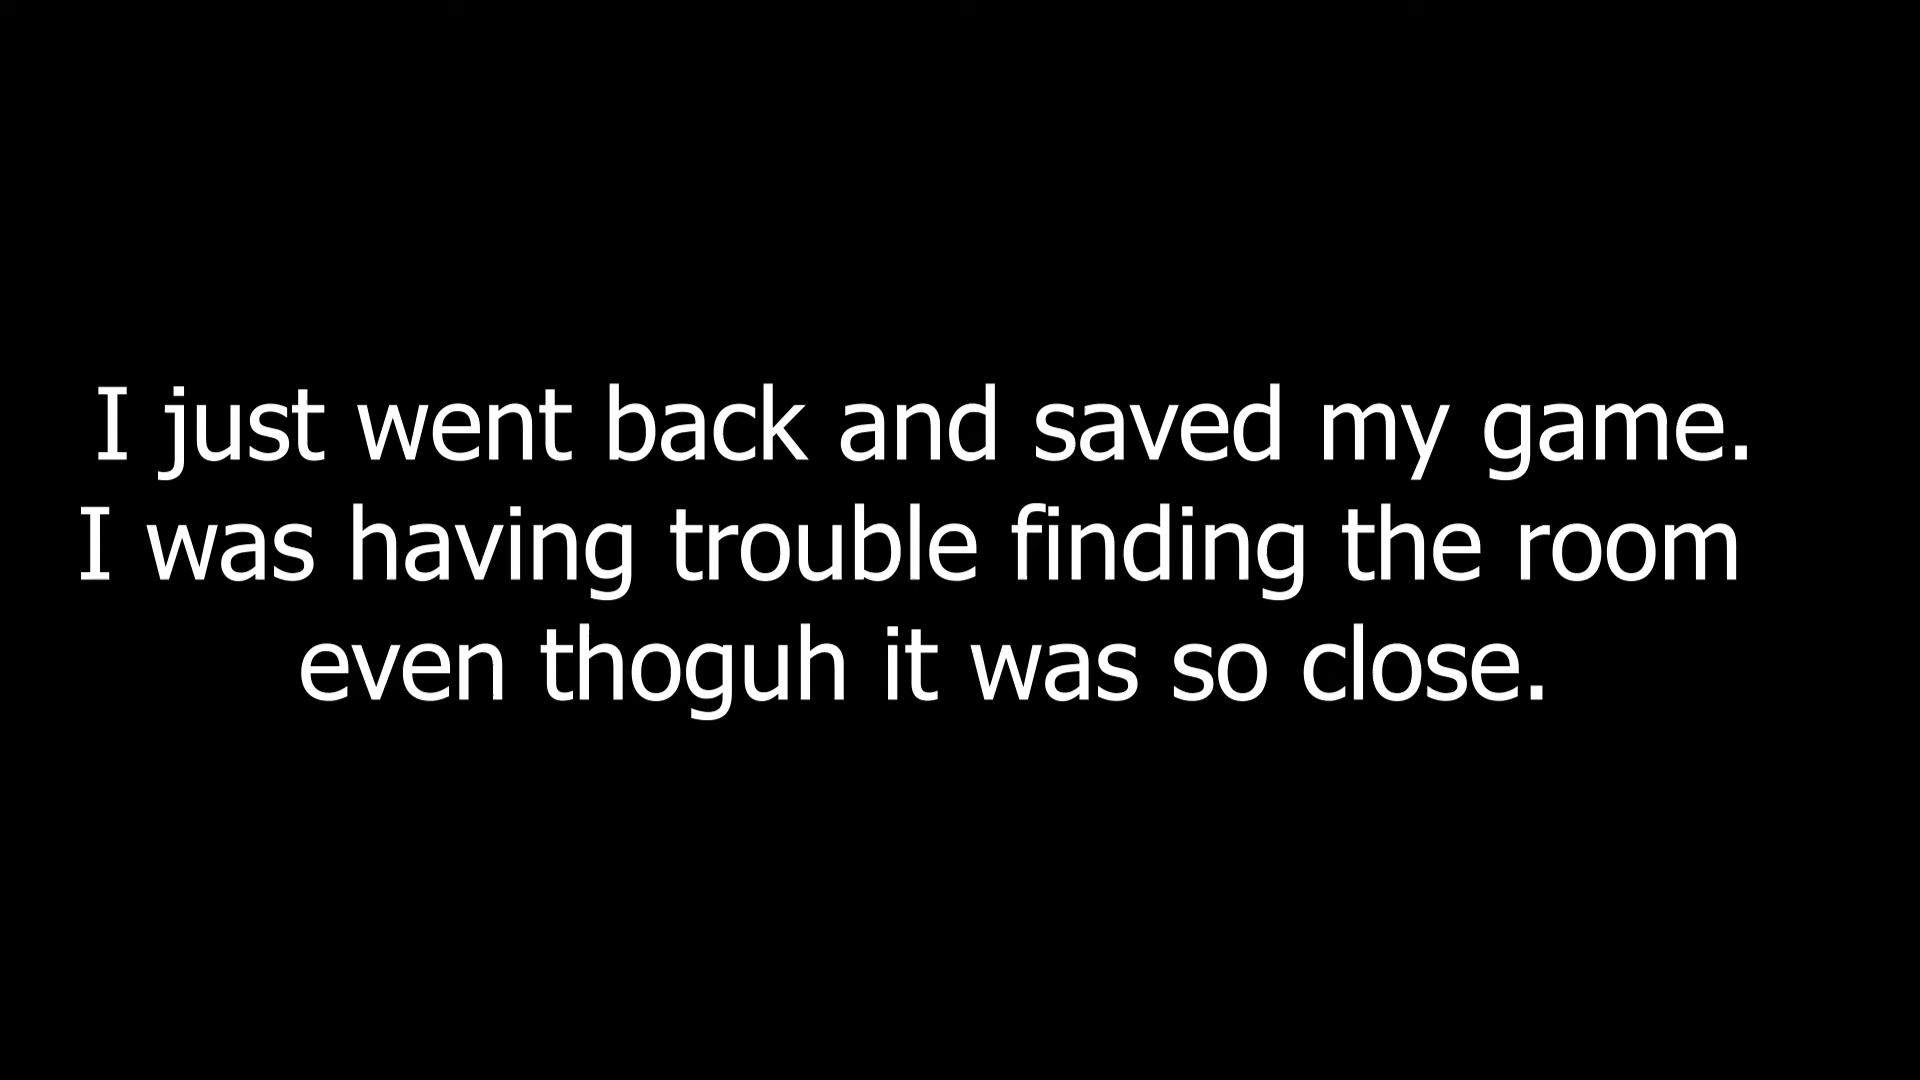 I just went back and saved my game.
I was having trouble finding the room
even thoguh it was so close.